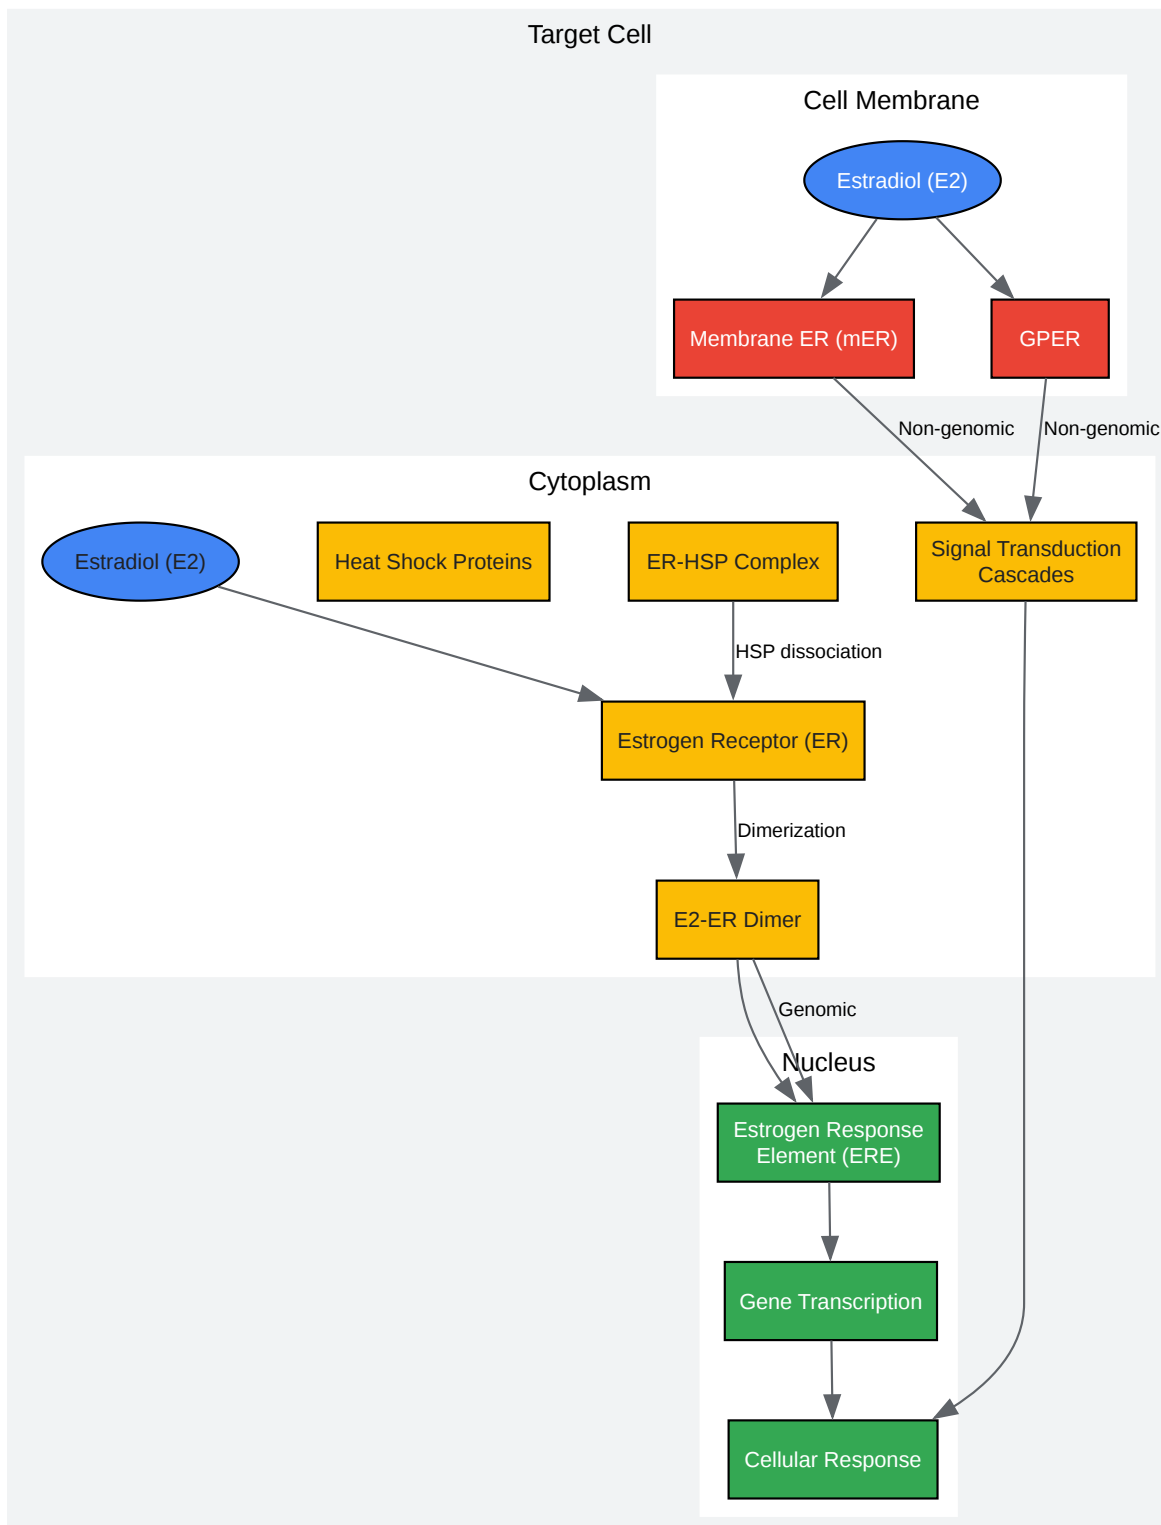 Target Cell
Cell Membrane
Estradiol (E2)
Membrane ER (mER)
GPER
Non-genomic
Non-genomic
Cytoplasm
Estradiol (E2)
Heat Shock Proteins
ER-HSP Complex
Signal Transduction
Cascades
HSP dissociation
Estrogen Receptor (ER)
Dimerization
E2-ER Dimer
Genomic
Nucleus
Estrogen Response
Element (ERE)
Gene Transcription
Cellular Response